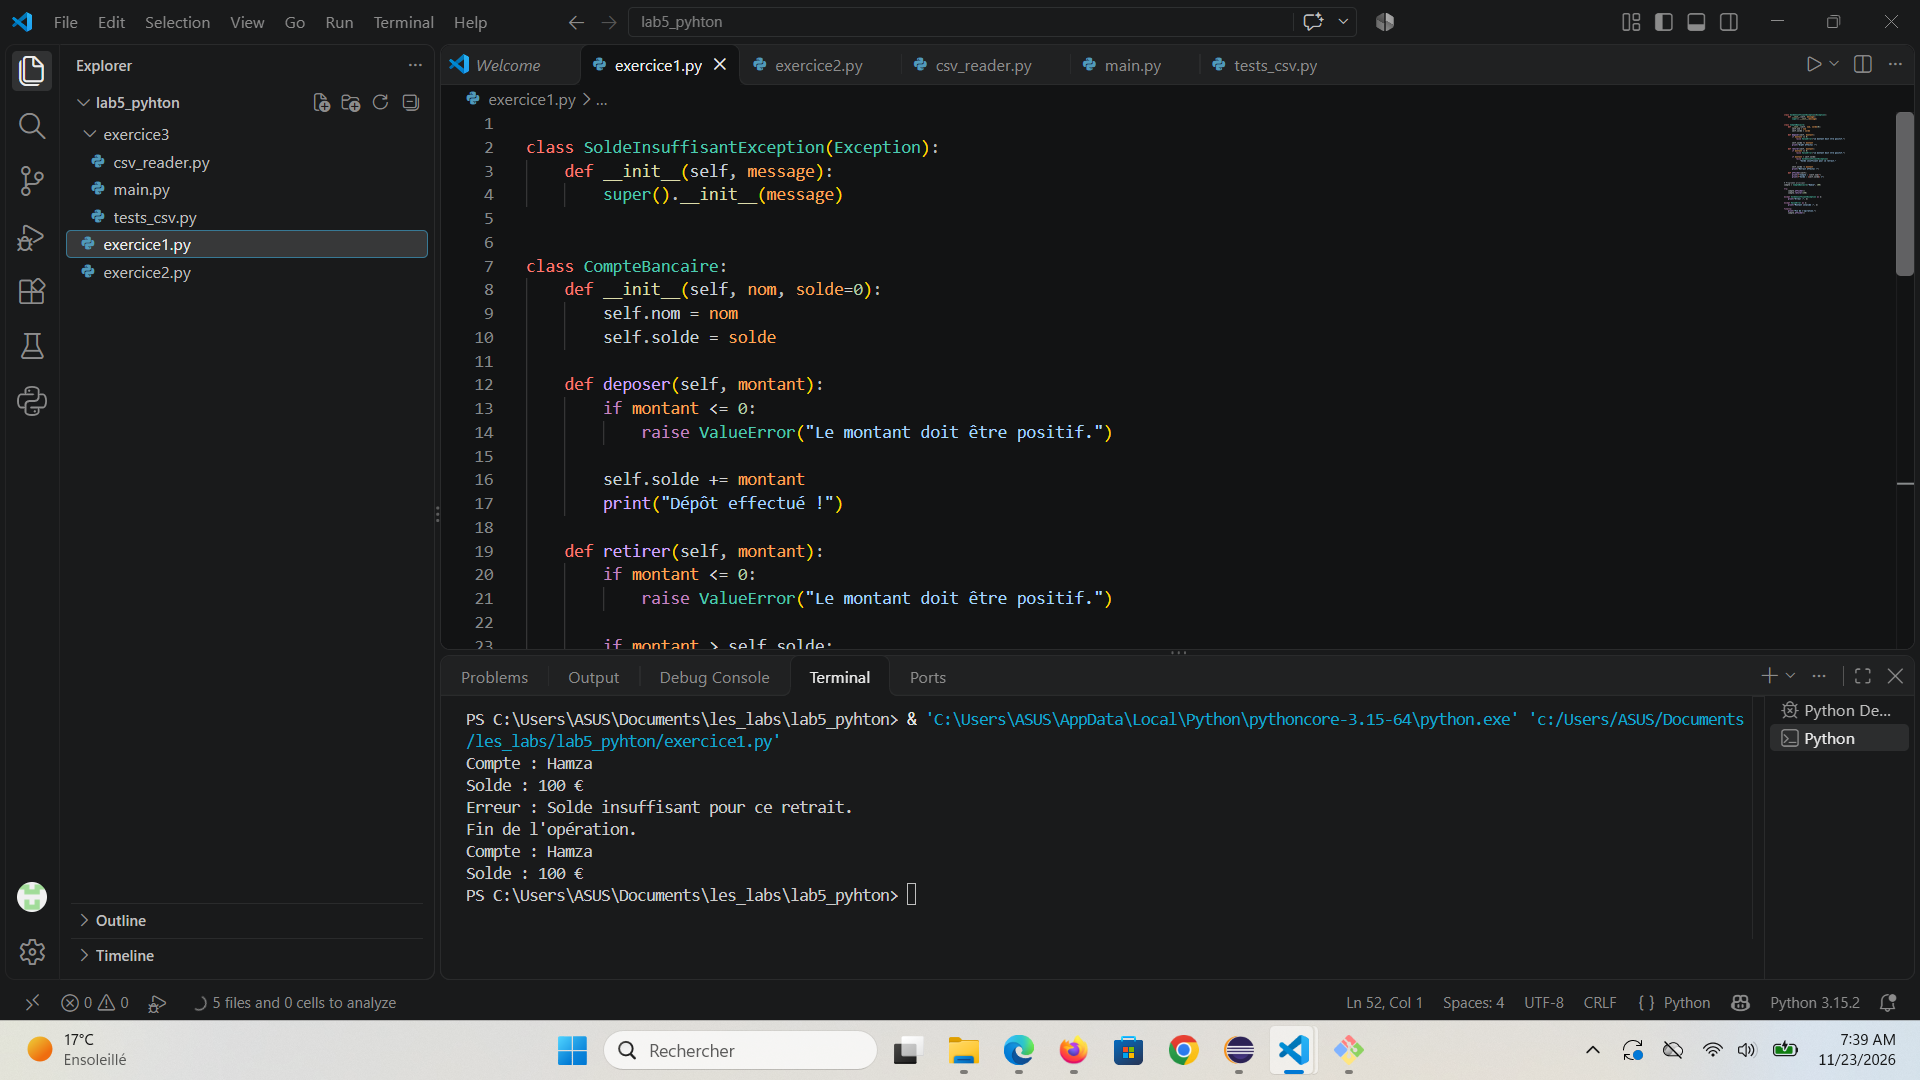 File Edit Selection View Go Run Terminal Help
lab5_pyhton
Explorer
lab5_pyhton
exercice3
csv_reader.py
main.py
tests_csv.py
exercice1.py
exercice2.py
Outline
Timeline
Welcome exercice1.py exercice2.py csv_reader.py main.py tests_csv.py
exercice1.py > ...
1
2 class SoldeInsuffisantException(Exception):
3 def __init__(self, message):
4 super().__init__(message)
5
6
7 class CompteBancaire:
8 def __init__(self, nom, solde=0):
9 self.nom = nom
10 self.solde = solde
11
12 def deposer(self, montant):
13 if montant <= 0:
14 raise ValueError("Le montant doit être positif.")
15
16 self.solde += montant
17 print("Dépôt effectué !")
18
19 def retirer(self, montant):
20 if montant <= 0:
21 raise ValueError("Le montant doit être positif.")
22
23 if montant > self.solde:
Problems Output Debug Console Terminal Ports
PS C:\Users\ASUS\Documents\les_labs\lab5_pyhton> & 'C:\Users\ASUS\AppData\Local\Python\pythoncore-3.15-64\python.exe' 'c:/Users/ASUS/Documents
/les_labs/lab5_pyhton/exercice1.py'
Compte : Hamza
Solde : 100 €
Erreur : Solde insuffisant pour ce retrait.
Fin de l'opération.
Compte : Hamza
Solde : 100 €
PS C:\Users\ASUS\Documents\les_labs\lab5_pyhton>
Python De...
Python
0 0 5 files and 0 cells to analyze
Ln 52, Col 1 Spaces: 4 UTF-8 CRLF { } Python Python 3.15.2
17°C
Ensoleillé
Rechercher
7:39 AM
11/23/2026